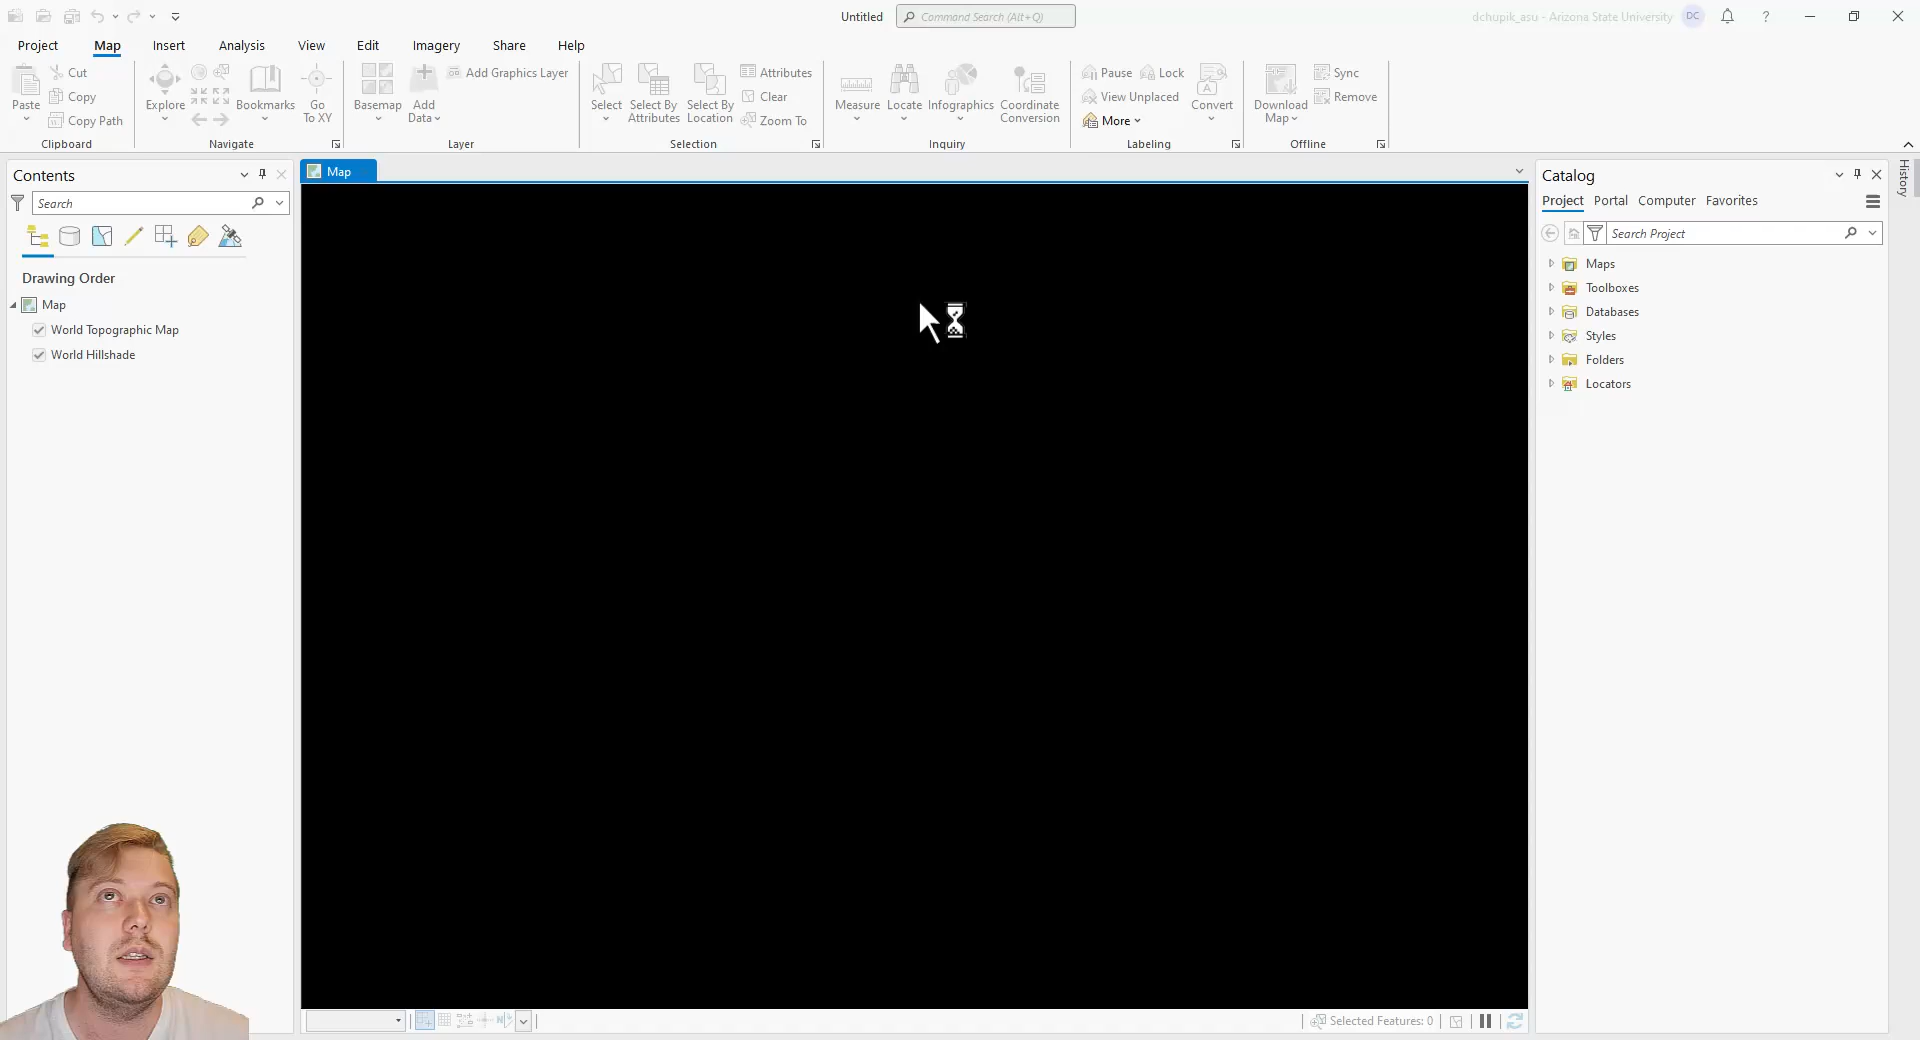 Untitled
Command Search (Alt+Q)
dchupik_asu - Arizona State University
DC
?
Project Map Insert Analysis View Edit Imagery Share Help
Paste
Cut
Copy
Copy Path
Clipboard
Explore
Bookmarks
Go
To XY
Navigate
Basemap
Add
Data
Add Graphics Layer
Layer
Select
Select By
Attributes
Select By
Location
Attributes
Clear
Zoom To
Selection
Measure
Locate
Infographics
Coordinate
Conversion
Inquiry
Pause
Lock
View Unplaced
More
Convert
Labeling
Download
Map
Sync
Remove
Offline
Contents
Search
Drawing Order
Map
World Topographic Map
World Hillshade
Map
Selected Features: 0
Catalog
Project Portal Computer Favorites
Search Project
Maps
Toolboxes
Databases
Styles
Folders
Locators
History